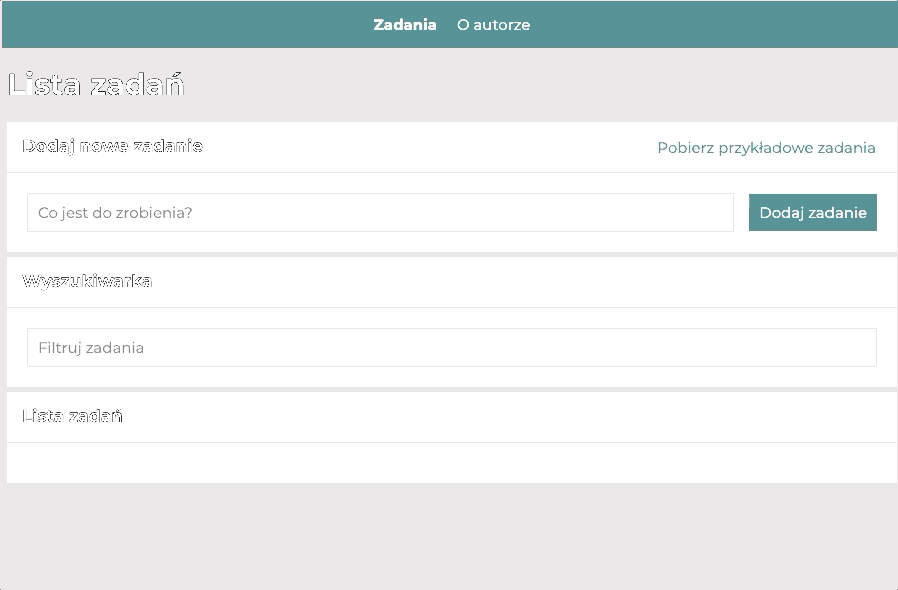 Zadania O autorze
Lista zadań
Dodaj nowe zadanie Pobierz przykładowe zadania
Co jest do zrobienia? Dodaj zadanie
Wyszukiwarka
Filtruj zadania
Lista zadań